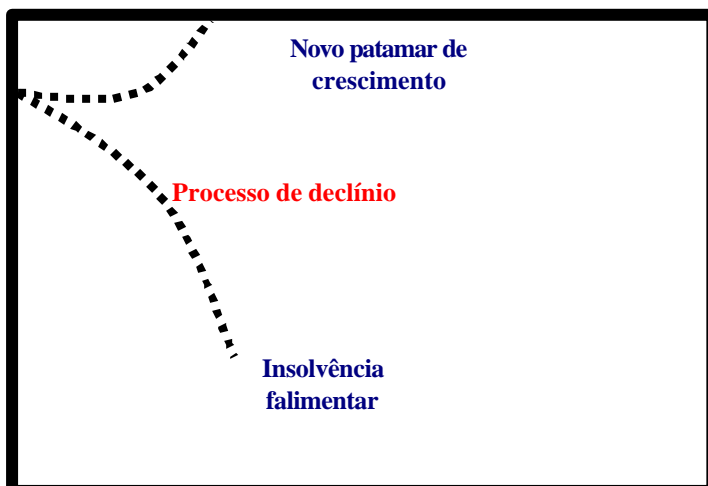 Novo patamar de
crescimento
Processo de declínio
Insolvência
falimentar